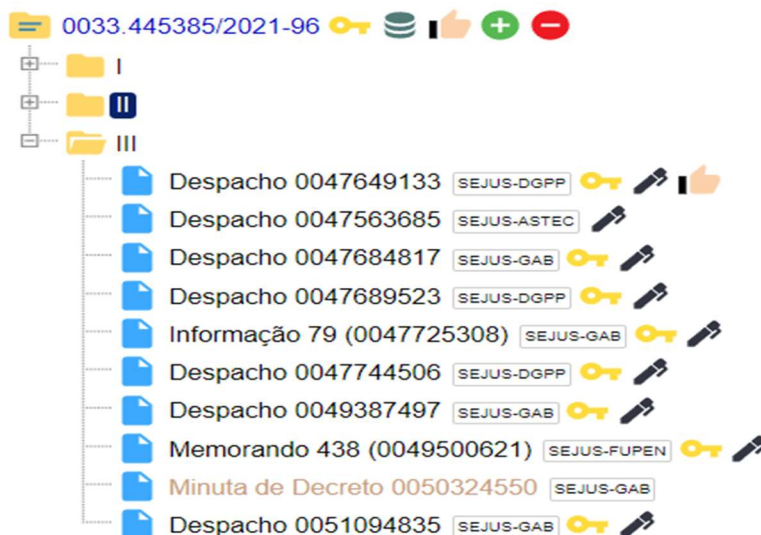 0033.445385/2021-96
I
II
III
Despacho 0047649133 SEJUS-DGPP
Despacho 0047563685 SEJUS-ASTEC
Despacho 0047684817 SEJUS-GAB
Despacho 0047689523 SEJUS-DGPP
Informação 79 (0047725308) SEJUS-GAB
Despacho 0047744506 SEJUS-DGPP
Despacho 0049387497 SEJUS-GAB
Memorando 438 (0049500621) SEJUS-FUPEN
Minuta de Decreto 0050324550 SEJUS-GAB
Despacho 0051094835 SEJUS-GAB